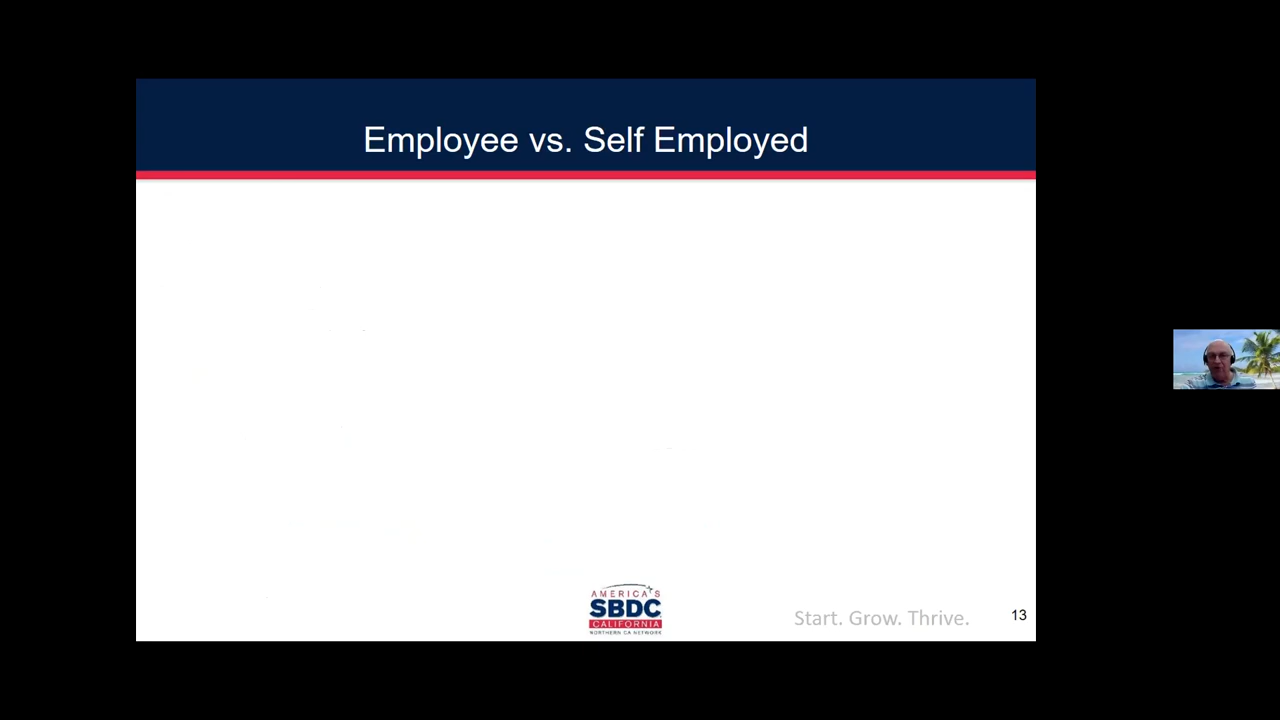 Employee vs. Self Employed
AMERICA'S
SBDC
CALIFORNIA
NORTHERN CA NETWORK
Start. Grow. Thrive.
13